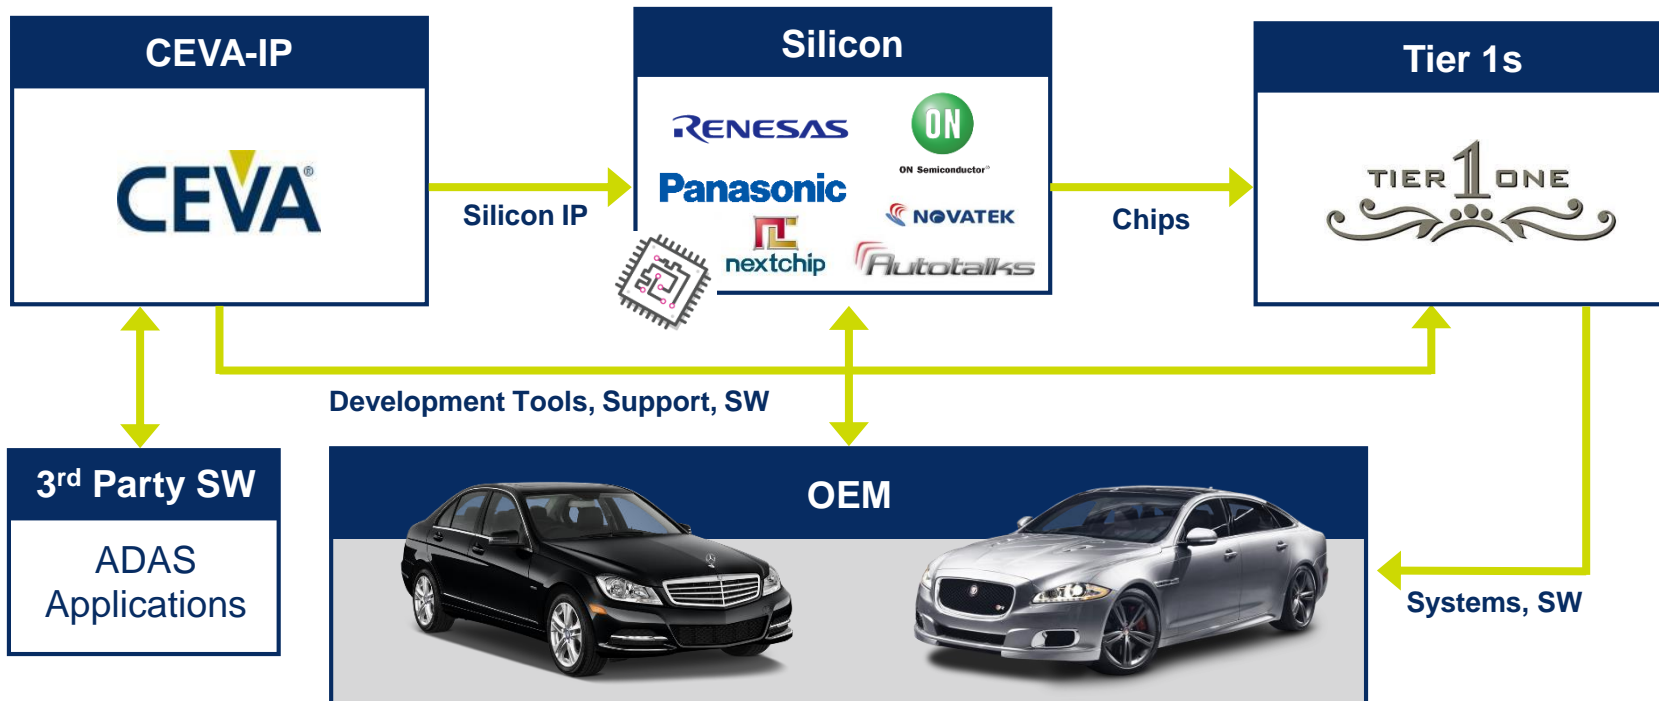 CEVA-IP
CEVA®
Silicon IP
Silicon
RENESAS
ON
ON Semiconductor®
Panasonic
NOVATEK
nextchip
Autotalks
Chips
Tier 1s
TIER 1 ONE
Development Tools, Support, SW
3rd Party SW
ADAS
Applications
OEM
Systems, SW